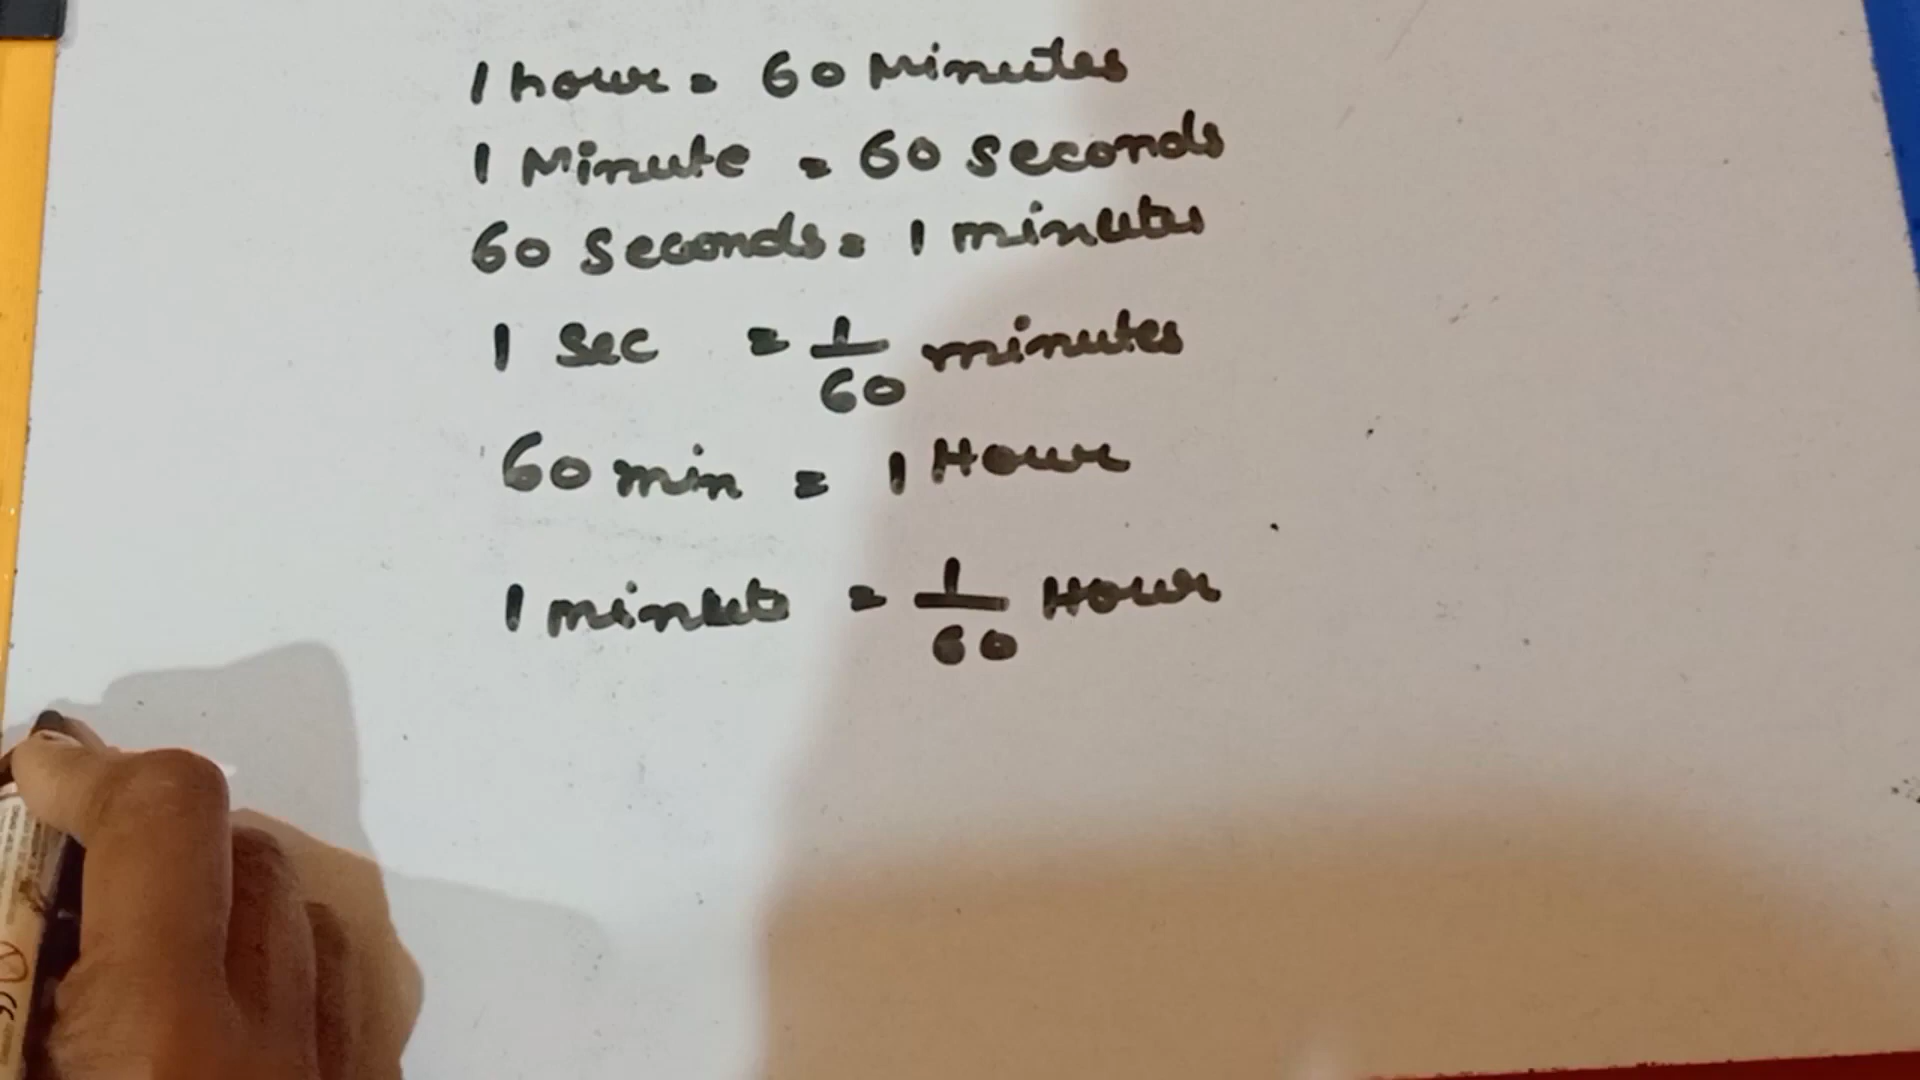 1 hour = 60 Minutes
1 Minute = 60 seconds
60 Seconds = 1 minutes
1 Sec = 1/60 minutes
60 min = 1 Hour
1 minute = 1/60 Hour